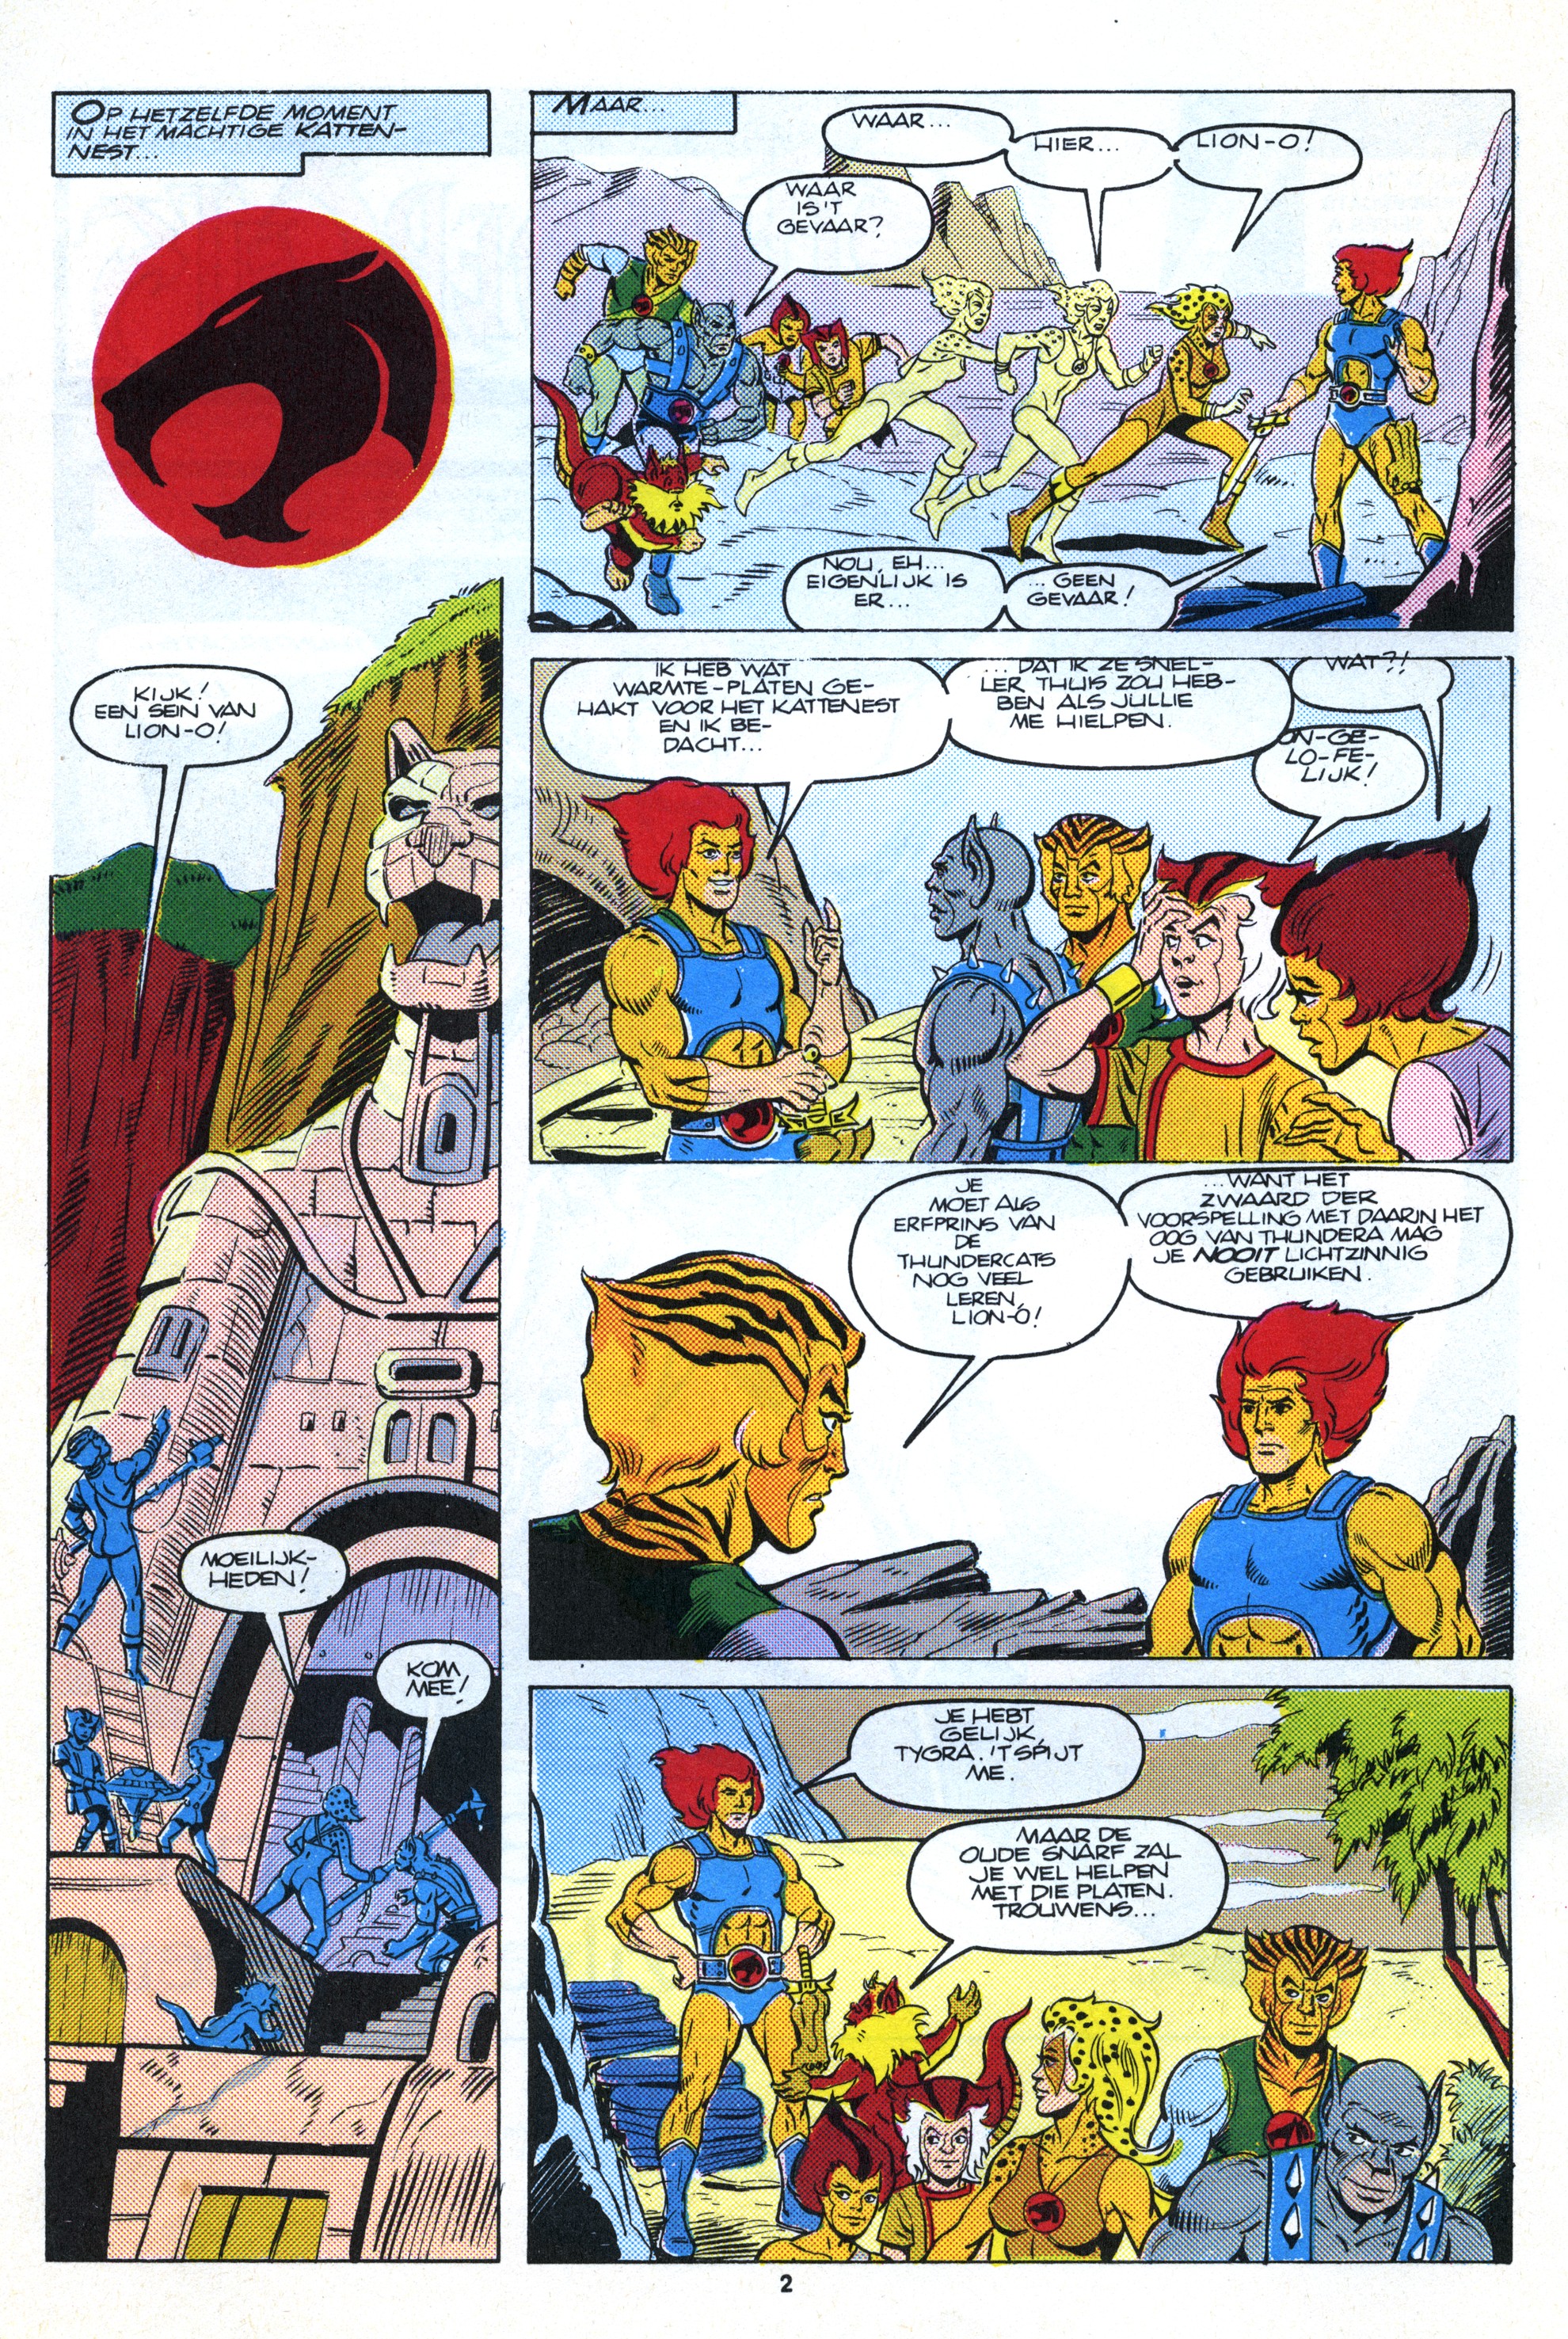 OP HETZELFDE MOMENT
IN HET MACHTIGE KATTEN-
NEST...
KIJK!
EEN SEIN VAN
LION-O!
MOEILIJK-
HEDEN!
KOM
MEE!
MAAR...
WAAR
IS 'T
GEVAAR?
WAAR...
HIER...
LION-O!
NOU, EH...
EIGENLIJK IS
ER...
... GEEN
GEVAAR!
IK HEB WAT
WARMTE-PLATEN GE-
HAKT VOOR HET KATTENEST
EN IK BE-
DACHT...
... DAT IK ZE SNEL-
LER THUIS ZOU HEB-
BEN ALS JULLIE
ME HIELPEN.
WAT?!
ON-GE-
LO-FE-
LIJK!
JE
MOET ALS
ERFPRINS VAN
DE
THUNDERCATS
NOG VEEL
LEREN,
LION-O!
...WANT HET
ZWAARD DER
VOORSPELLING MET DAARIN HET
OOG VAN THUNDERA MAG
JE NOOIT LICHTZINNIG
GEBRUIKEN.
JE HEBT
GELIJK,
TYGRA. 'T SPIJT
ME.
MAAR DE
OUDE SNARF ZAL
JE WEL HELPEN
MET DIE PLATEN.
TROUWENS...
2